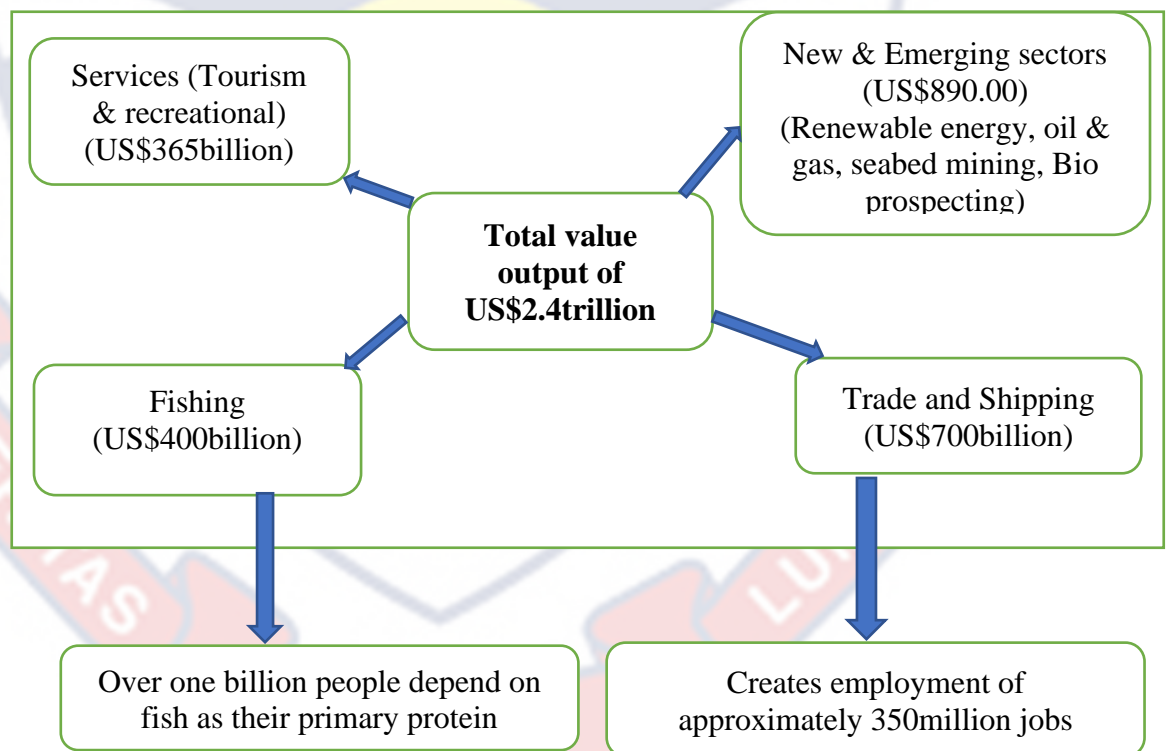 Services (Tourism
& recreational)
(US$365billion)
New & Emerging sectors
(US$890.00)
(Renewable energy, oil &
gas, seabed mining, Bio
prospecting)
Total value
output of
US$2.4trillion
Fishing
(US$400billion)
Trade and Shipping
(US$700billion)
Over one billion people depend on
fish as their primary protein
Creates employment of
approximately 350million jobs